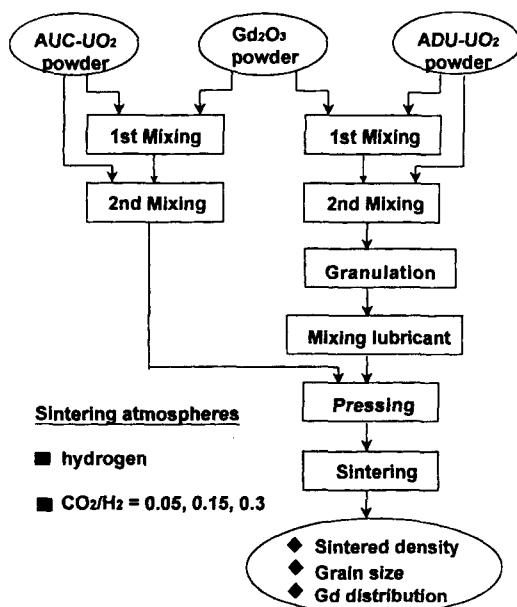 AUC-UO₂
powder
Gd₂O₃
powder
ADU-UO₂
powder
1st Mixing
1st Mixing
2nd Mixing
2nd Mixing
Granulation
Mixing lubricant
Pressing
Sintering
Sintering atmospheres
■ hydrogen
■ CO₂/H₂ = 0.05, 0.15, 0.3
◆ Sintered density
◆ Grain size
◆ Gd distribution